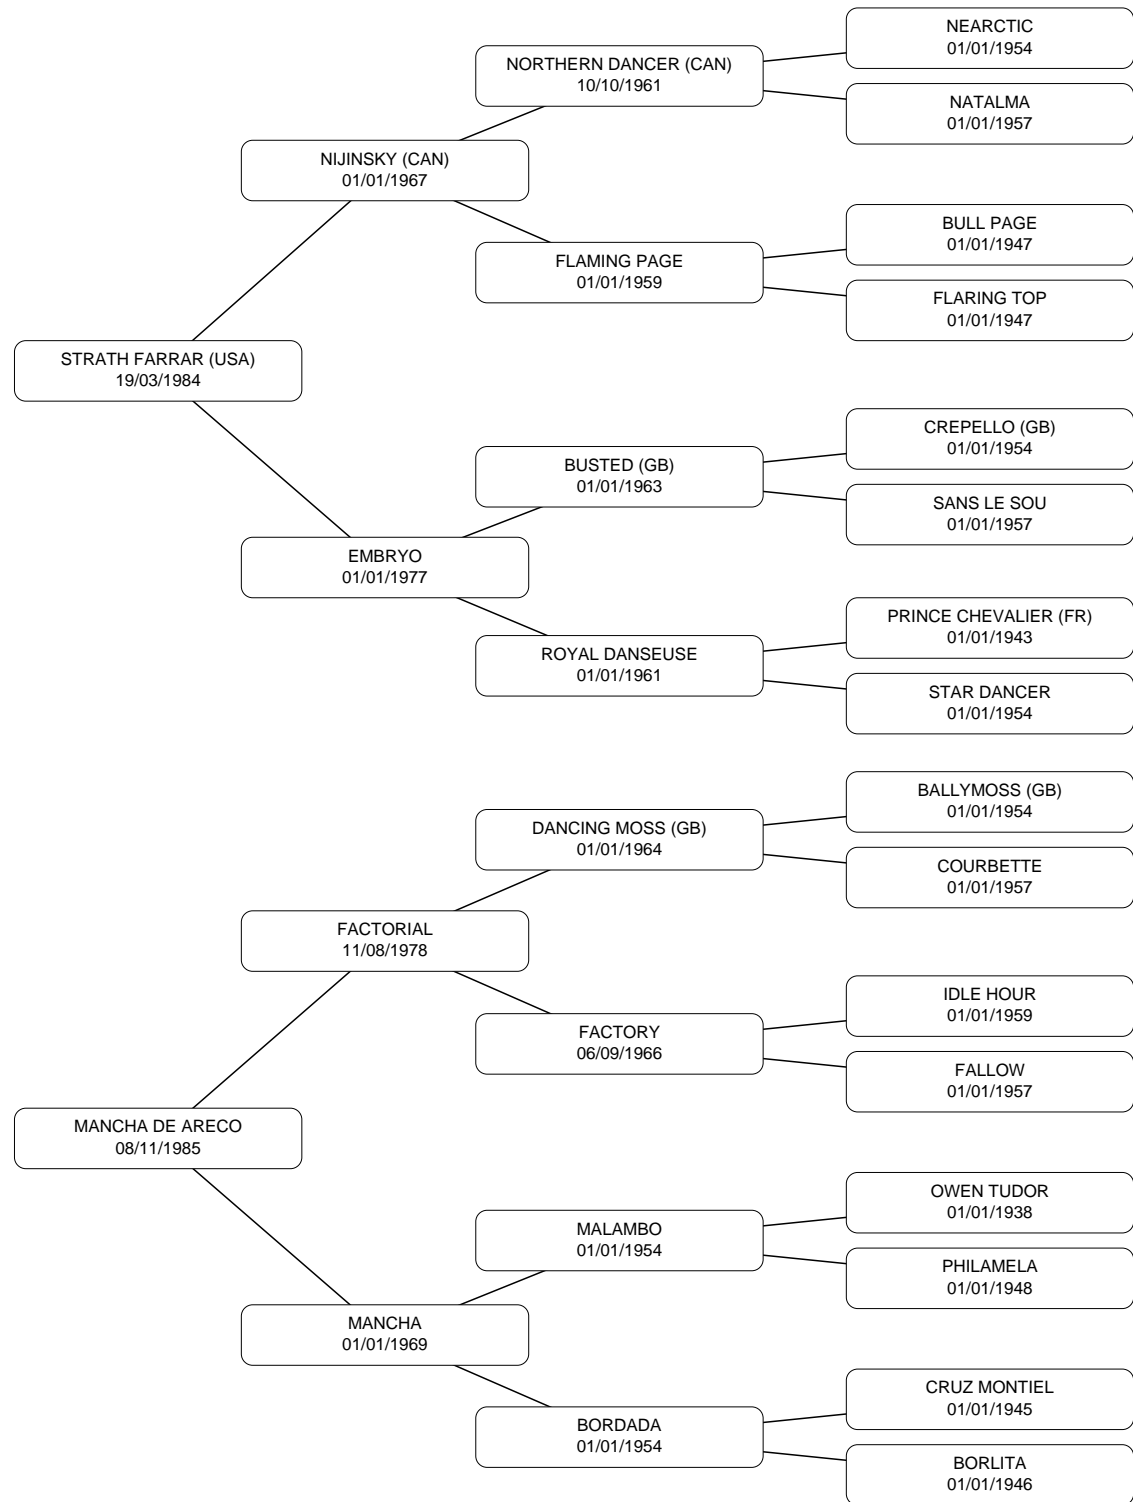 NEARCTIC
01/01/1954
NORTHERN DANCER (CAN)
10/10/1961
NATALMA
01/01/1957
NIJINSKY (CAN)
01/01/1967
BULL PAGE
01/01/1947
FLAMING PAGE
01/01/1959
FLARING TOP
01/01/1947
STRATH FARRAR (USA)
19/03/1984
CREPELLO (GB)
01/01/1954
BUSTED (GB)
01/01/1963
SANS LE SOU
01/01/1957
EMBRYO
01/01/1977
PRINCE CHEVALIER (FR)
01/01/1943
ROYAL DANSEUSE
01/01/1961
STAR DANCER
01/01/1954
BALLYMOSS (GB)
01/01/1954
DANCING MOSS (GB)
01/01/1964
COURBETTE
01/01/1957
FACTORIAL
11/08/1978
IDLE HOUR
01/01/1959
FACTORY
06/09/1966
FALLOW
01/01/1957
MANCHA DE ARECO
08/11/1985
OWEN TUDOR
01/01/1938
MALAMBO
01/01/1954
PHILAMELA
01/01/1948
MANCHA
01/01/1969
CRUZ MONTIEL
01/01/1945
BORDADA
01/01/1954
BORLITA
01/01/1946